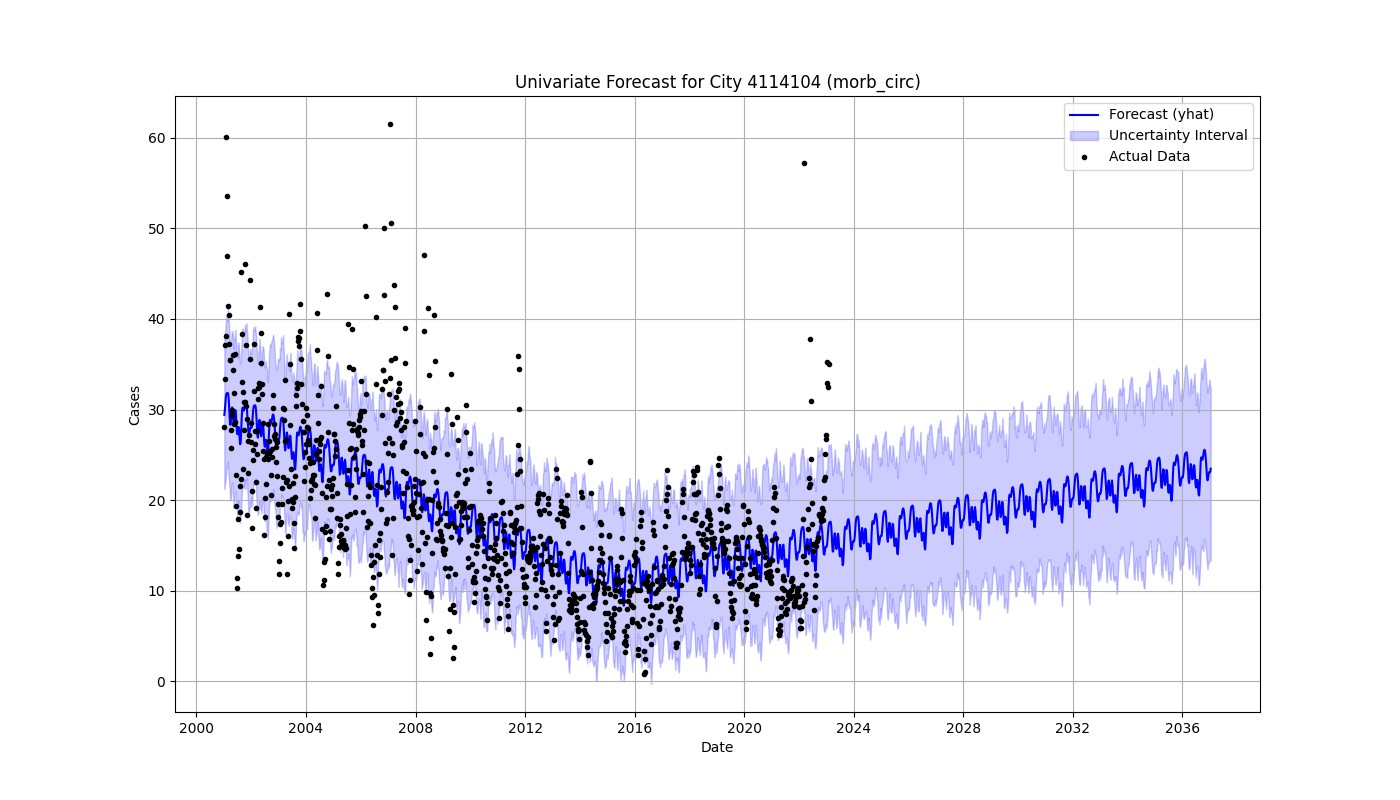 Univariate Forecast for City 4114104 (morb_circ)
Forecast (yhat)
Uncertainty Interval
Actual Data
Cases
60
50
40
30
20
10
0
2000 2004 2008 2012 2016 2020 2024 2028 2032 2036
Date